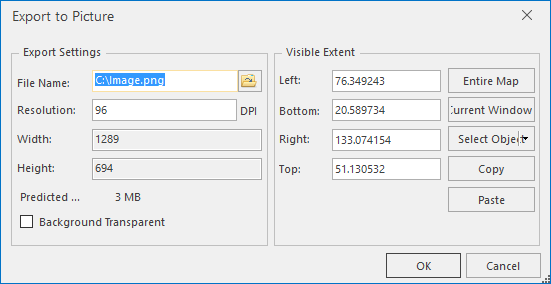 Export to Picture
Export Settings
File Name: C:\Image.png
Resolution: 96 DPI
Width: 1289
Height: 694
Predicted ... 3 MB
Background Transparent
Visible Extent
Left: 76.349243 Entire Map
Bottom: 20.589734 Current Window
Right: 133.074154 Select Object
Top: 51.130532 Copy
Paste
OK Cancel